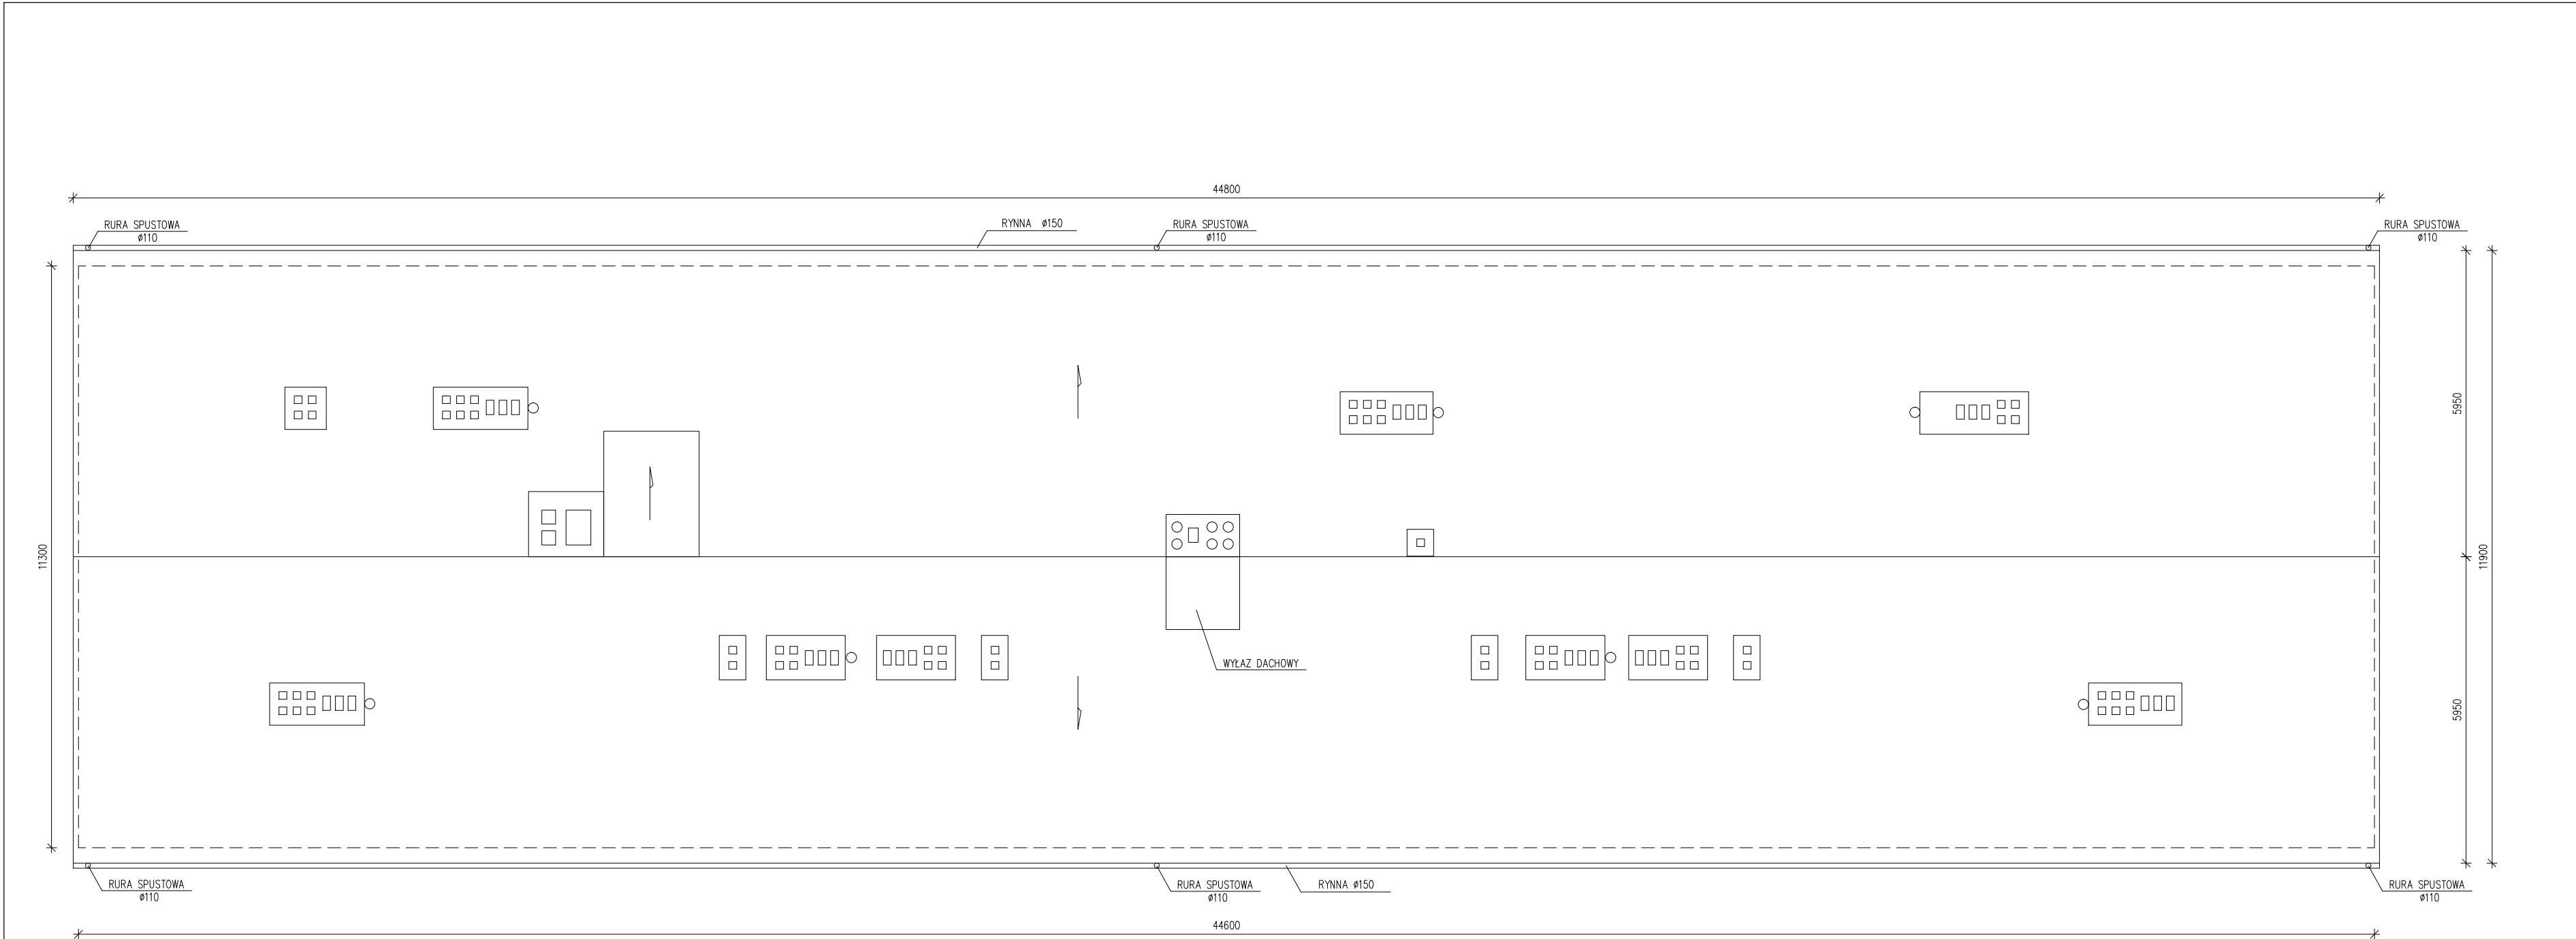 44800
RURA SPUSTOWA
ø110
RYNNA ø150
RURA SPUSTOWA
ø110
RURA SPUSTOWA
ø110
5950
11300
11900
5950
WYŁAZ DACHOWY
RURA SPUSTOWA
ø110
RURA SPUSTOWA
ø110
RYNNA ø150
RURA SPUSTOWA
ø110
44600